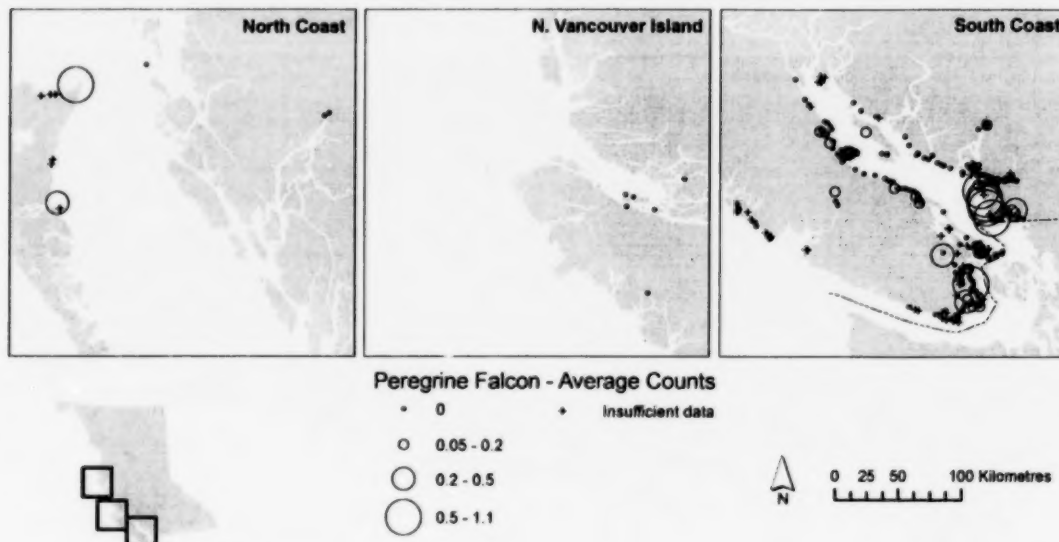 North Coast
N. Vancouver Island
South Coast
Peregrine Falcon - Average Counts
0
Insufficient data
0.05 - 0.2
0.2 - 0.5
0.5 - 1.1
N
0 25 50 100 Kilometres